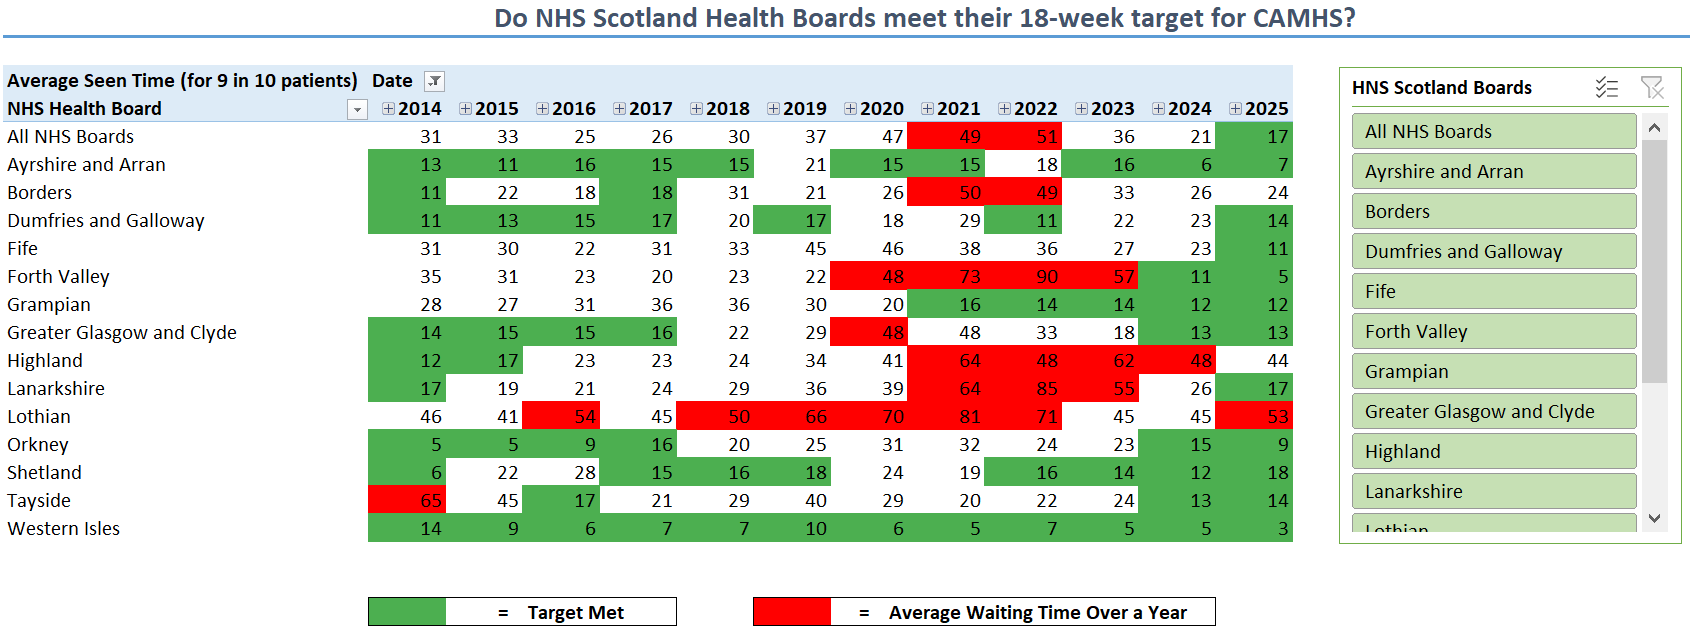 Do NHS Scotland Health Boards meet their 18-week target for CAMHS?
Average Seen Time (for 9 in 10 patients) Date
NHS Health Board 2014 2015 2016 2017 2018 2019 2020 2021 2022 2023 2024 2025
All NHS Boards 31 33 25 26 30 37 47 49 51 36 21 17
Ayrshire and Arran 13 11 16 15 15 21 15 15 18 16 6 7
Borders 11 22 18 18 31 21 26 50 49 33 26 24
Dumfries and Galloway 11 13 15 17 20 17 18 29 11 22 23 14
Fife 31 30 22 31 33 45 46 38 36 27 23 11
Forth Valley 35 31 23 20 23 22 48 73 90 57 11 5
Grampian 28 27 31 36 36 30 20 16 14 14 12 12
Greater Glasgow and Clyde 14 15 15 16 22 29 48 48 33 18 13 13
Highland 12 17 23 23 24 34 41 64 48 62 48 44
Lanarkshire 17 19 21 24 29 36 39 64 85 55 26 17
Lothian 46 41 54 45 50 66 70 81 71 45 45 53
Orkney 5 5 9 16 20 25 31 32 24 23 15 9
Shetland 6 22 28 15 16 18 24 19 16 14 12 18
Tayside 65 45 17 21 29 40 29 20 22 24 13 14
Western Isles 14 9 6 7 7 10 6 5 7 5 5 3
= Target Met
= Average Waiting Time Over a Year
HNS Scotland Boards
All NHS Boards
Ayrshire and Arran
Borders
Dumfries and Galloway
Fife
Forth Valley
Grampian
Greater Glasgow and Clyde
Highland
Lanarkshire
Lothian